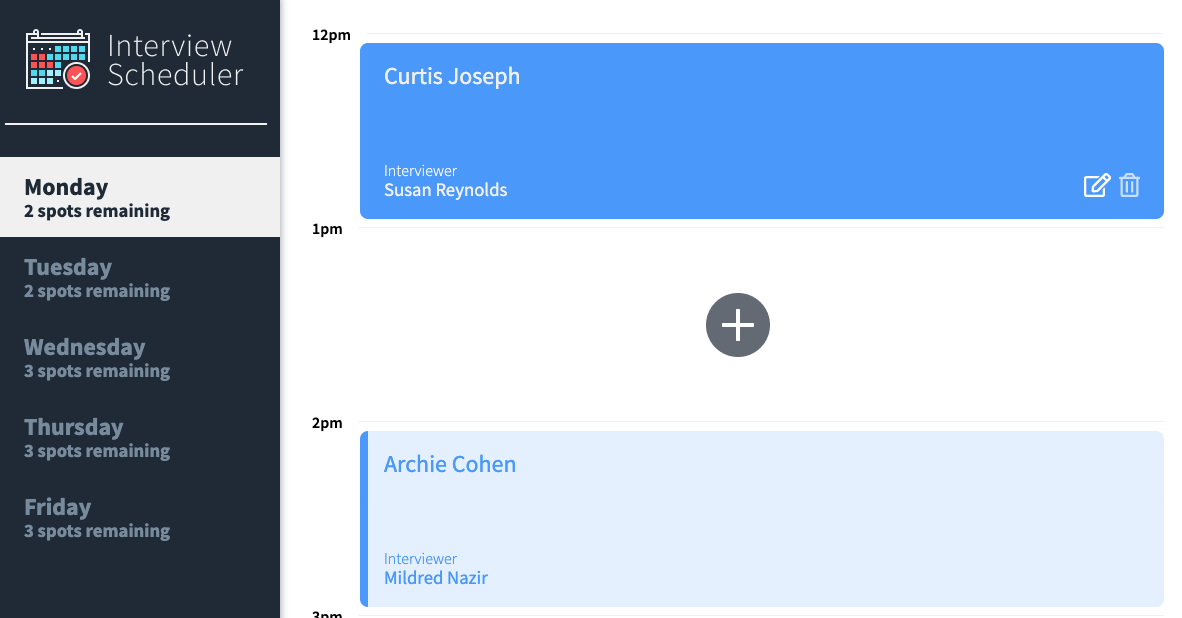 Interview
Scheduler
Monday
2 spots remaining
Tuesday
2 spots remaining
Wednesday
3 spots remaining
Thursday
3 spots remaining
Friday
3 spots remaining
12pm
Curtis Joseph
Interviewer
Susan Reynolds
1pm
2pm
Archie Cohen
Interviewer
Mildred Nazir
3pm